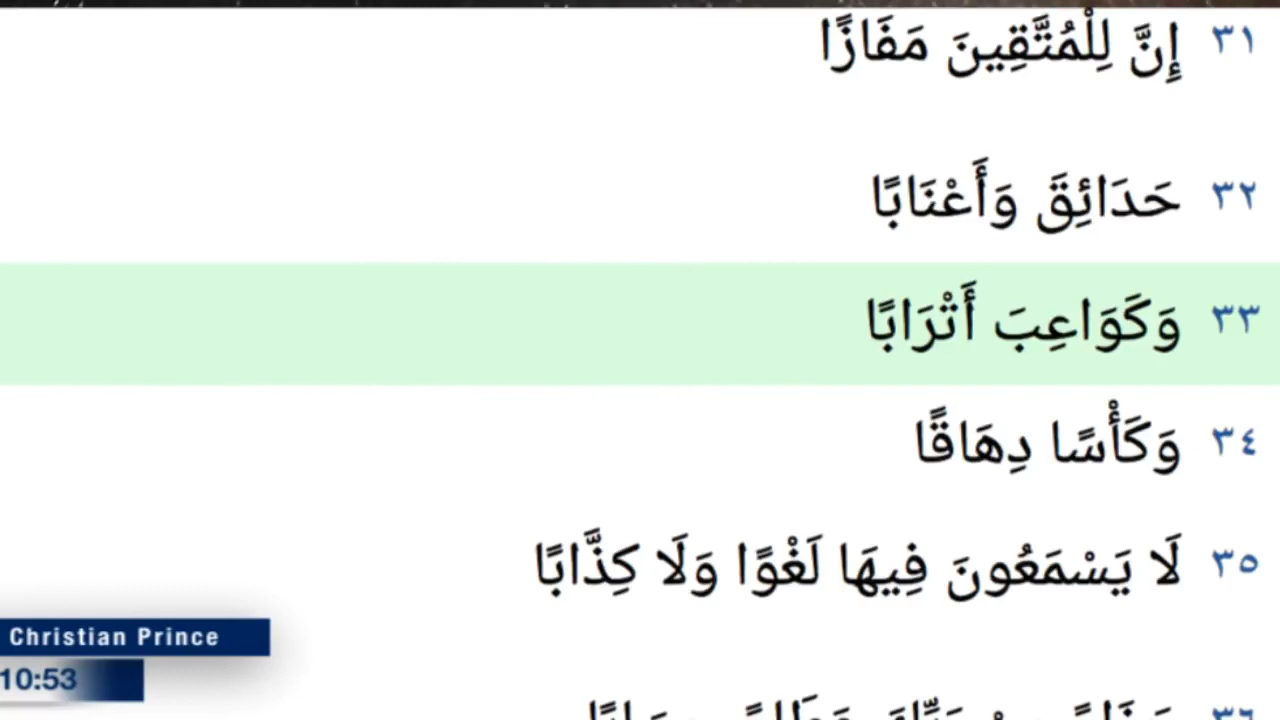 ٣١ إِنَّ لِلْمُتَّقِينَ مَفَازًا
٣٢ حَدَائِقَ وَأَعْنَابًا
٣٣ وَكَوَاعِبَ أَتْرَابًا
٣٤ وَكَأْسًا دِهَاقًا
٣٥ لَا يَسْمَعُونَ فِيهَا لَغْوًا وَلَا كِذَّابًا
Christian Prince
10:53